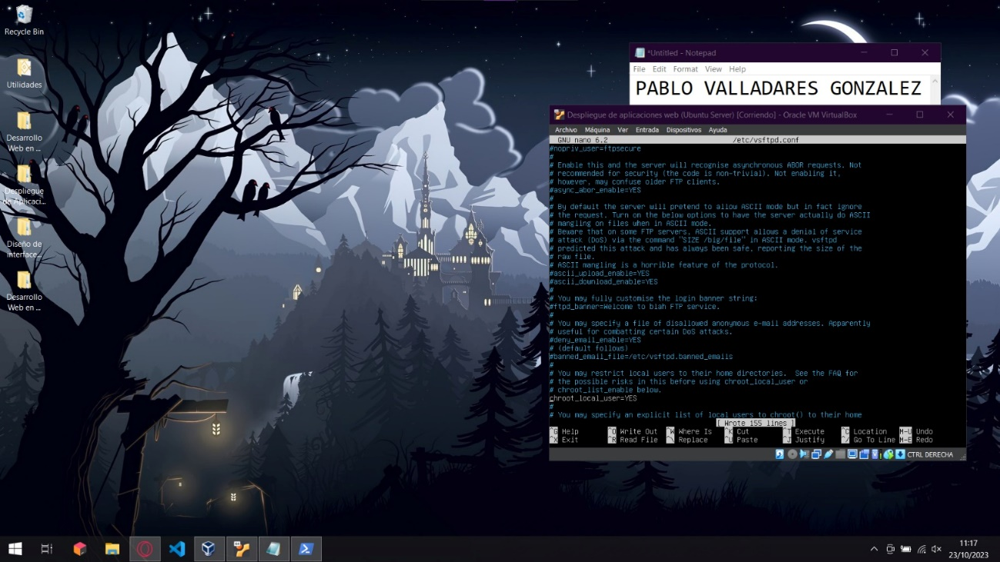 Recycle Bin
Utilidades
Desarrollo
Web en ...
Despliegue
de Aplicaci...
Diseño de
interface...
Desarrollo
Web en ...
*Untitled - Notepad
File Edit Format View Help
PABLO VALLADARES GONZALEZ
Despliegue de aplicaciones web (Ubuntu Server) [Corriendo] - Oracle VM VirtualBox
Archivo Máquina Ver Entrada Dispositivos Ayuda
GNU nano 6.2 /etc/vsftpd.conf
#nopriv_user=ftpsecure
#
# Enable this and the server will recognise asynchronous ABOR requests. Not
# recommended for security (the code is non-trivial). Not enabling it,
# however, may confuse older FTP clients.
#async_abor_enable=YES
#
# By default the server will pretend to allow ASCII mode but in fact ignore
# the request. Turn on the below options to have the server actually do ASCII
# mangling on files when in ASCII mode.
# Beware that on some FTP servers, ASCII support allows a denial of service
# attack (DoS) via the command "SIZE /big/file" in ASCII mode. vsftpd
# predicted this attack and has always been safe, reporting the size of the
# raw file.
# ASCII mangling is a horrible feature of the protocol.
#ascii_upload_enable=YES
#ascii_download_enable=YES
#
# You may fully customise the login banner string:
#ftpd_banner=Welcome to blah FTP service.
#
# You may specify a file of disallowed anonymous e-mail addresses. Apparently
# useful for combatting certain DoS attacks.
#deny_email_enable=YES
# (default follows)
#banned_email_file=/etc/vsftpd.banned_emails
#
# You may restrict local users to their home directories.  See the FAQ for
# the possible risks in this before using chroot_local_user or
# chroot_list_enable below.
chroot_local_user=YES
#
# You may specify an explicit list of local users to chroot() to their home
[ Wrote 155 lines ]
^G Help ^O Write Out ^W Where Is ^K Cut ^T Execute ^C Location M-U Undo
^X Exit ^R Read File ^\ Replace ^U Paste ^J Justify ^/ Go To Line M-E Redo
CTRL DERECHA
11:17
23/10/2023